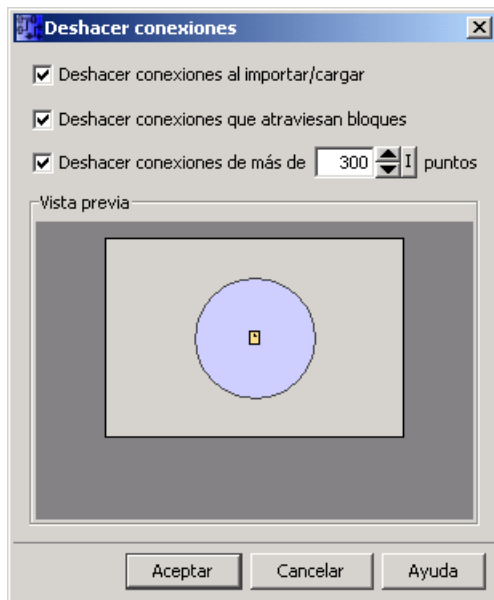 Deshacer conexiones
Deshacer conexiones al importar/cargar
Deshacer conexiones que atraviesan bloques
Deshacer conexiones de más de 300 I puntos
Vista previa
Aceptar Cancelar Ayuda